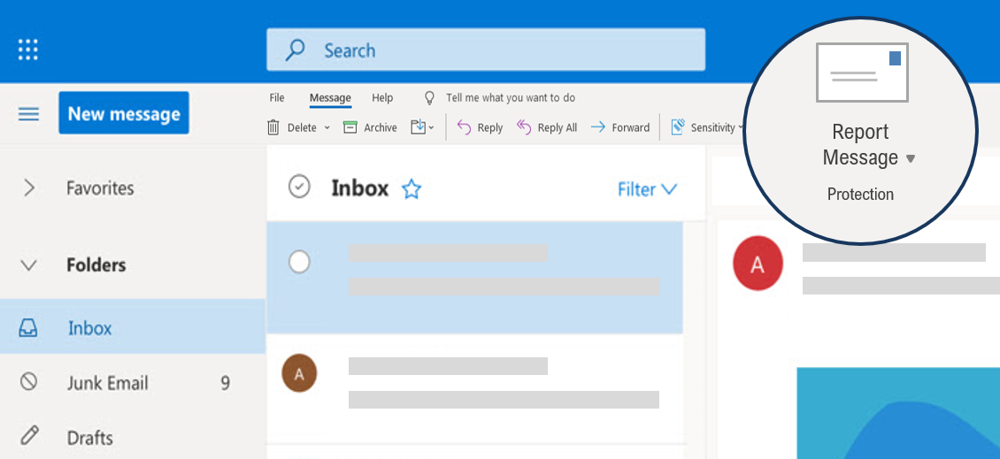 Search
File Message Help Tell me what you want to do
New message
Delete Archive Reply Reply All Forward Sensitivity
Report
Message
Protection
Favorites
Inbox
Filter
Folders
A
Inbox
A
Junk Email 9
Drafts